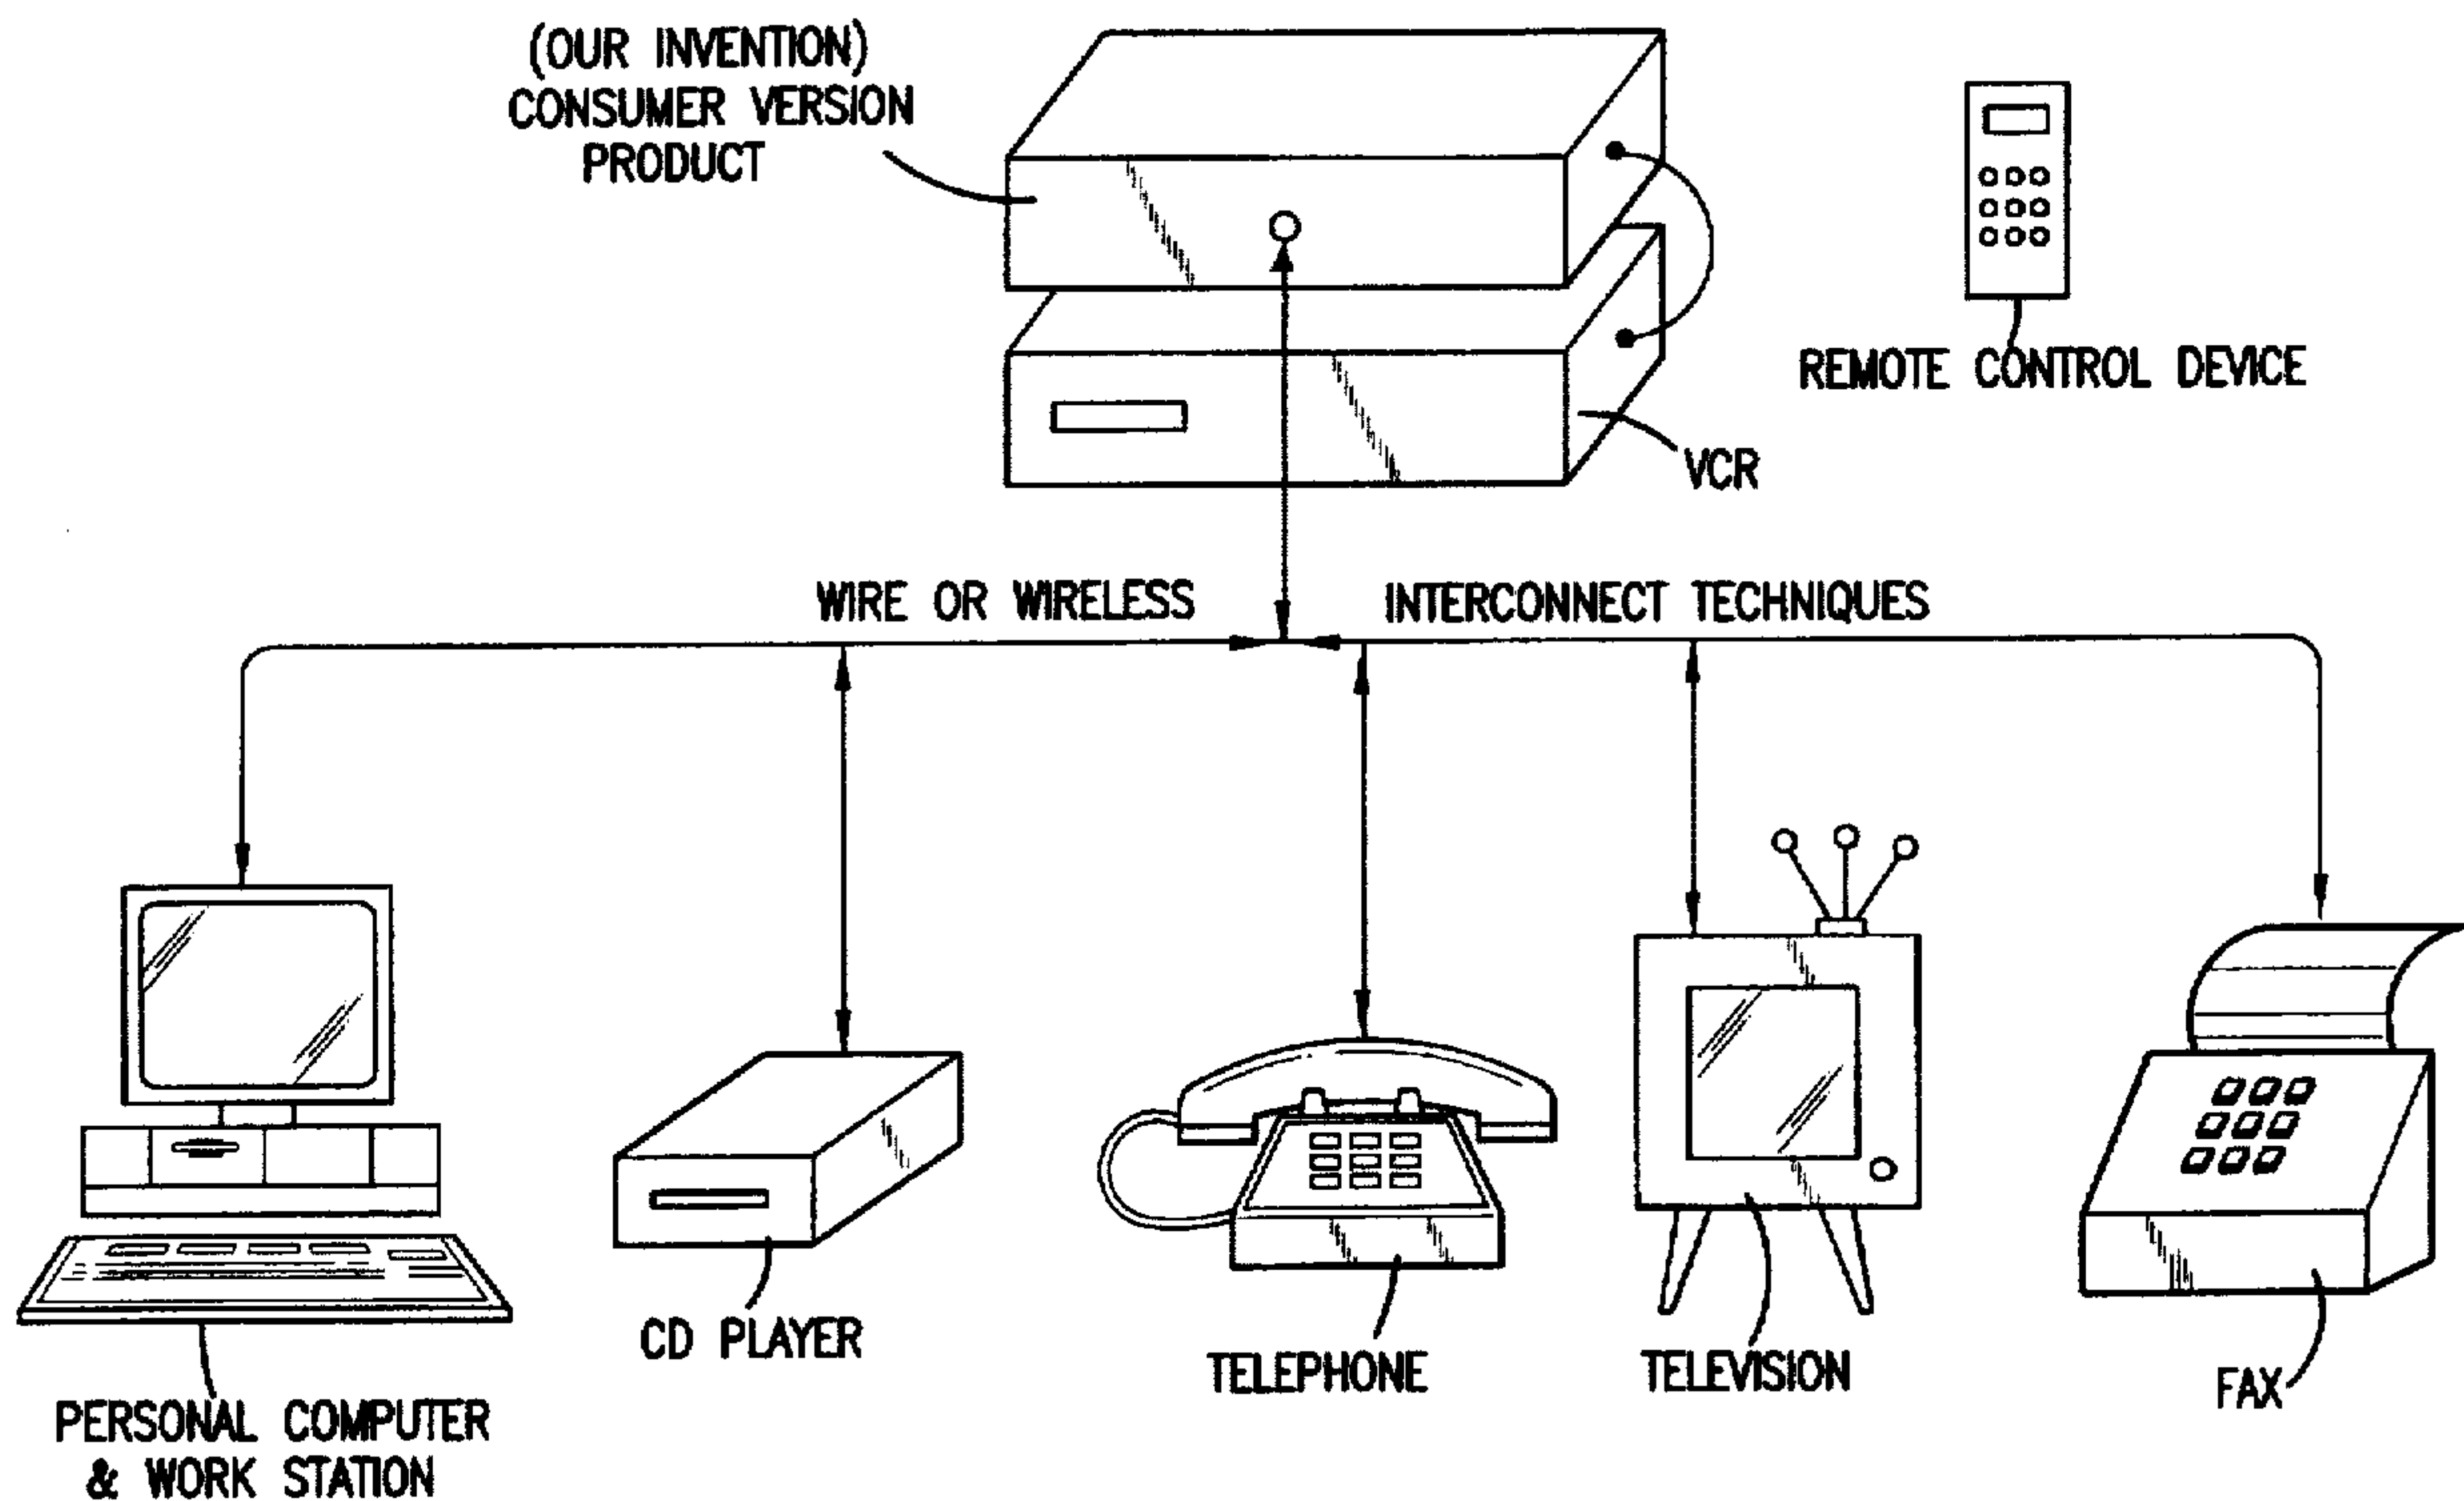 (OUR INVENTION)
CONSUMER VERSION
PRODUCT
REMOTE CONTROL DEVICE
VCR
WIRE OR WIRELESS INTERCONNECT TECHNIQUES
CD PLAYER
TELEPHONE
TELEVISION
FAX
PERSONAL COMPUTER
& WORK STATION